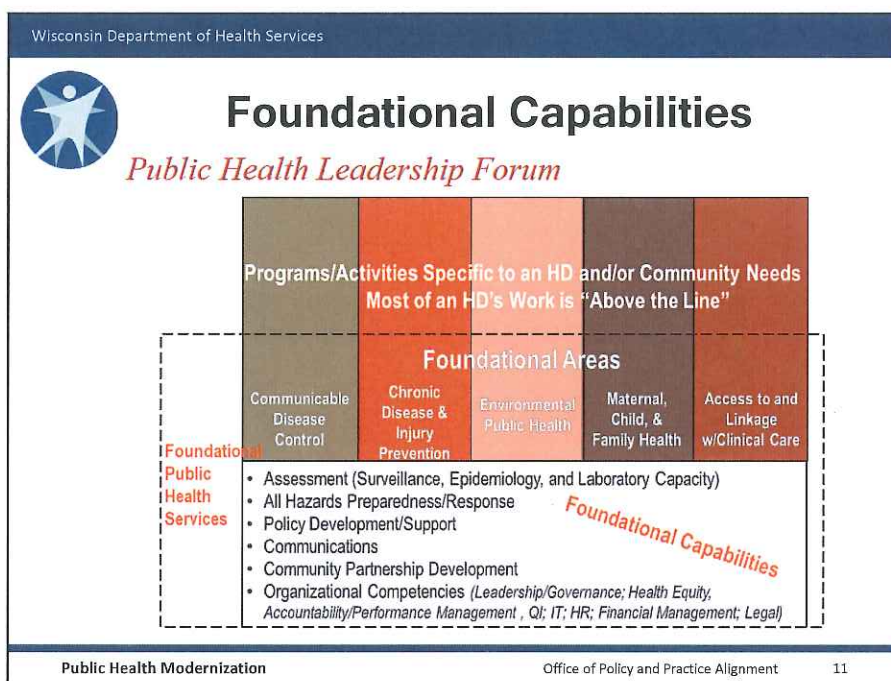 Wisconsin Department of Health Services
Foundational Capabilities
Public Health Leadership Forum
Programs/Activities Specific to an HD and/or Community Needs
Most of an HD's Work is "Above the Line"
Foundational Areas
Communicable
Disease
Control
Chronic
Disease &
Injury
Prevention
Environmental
Public Health
Maternal,
Child, &
Family Health
Access to and
Linkage
w/Clinical Care
Foundational
Public
Health
Services
• Assessment (Surveillance, Epidemiology, and Laboratory Capacity)
• All Hazards Preparedness/Response
• Policy Development/Support
• Communications
• Community Partnership Development
• Organizational Competencies (Leadership/Governance; Health Equity,
Accountability/Performance Management , QI; IT; HR; Financial Management; Legal)
Foundational Capabilities
Public Health Modernization
Office of Policy and Practice Alignment
11